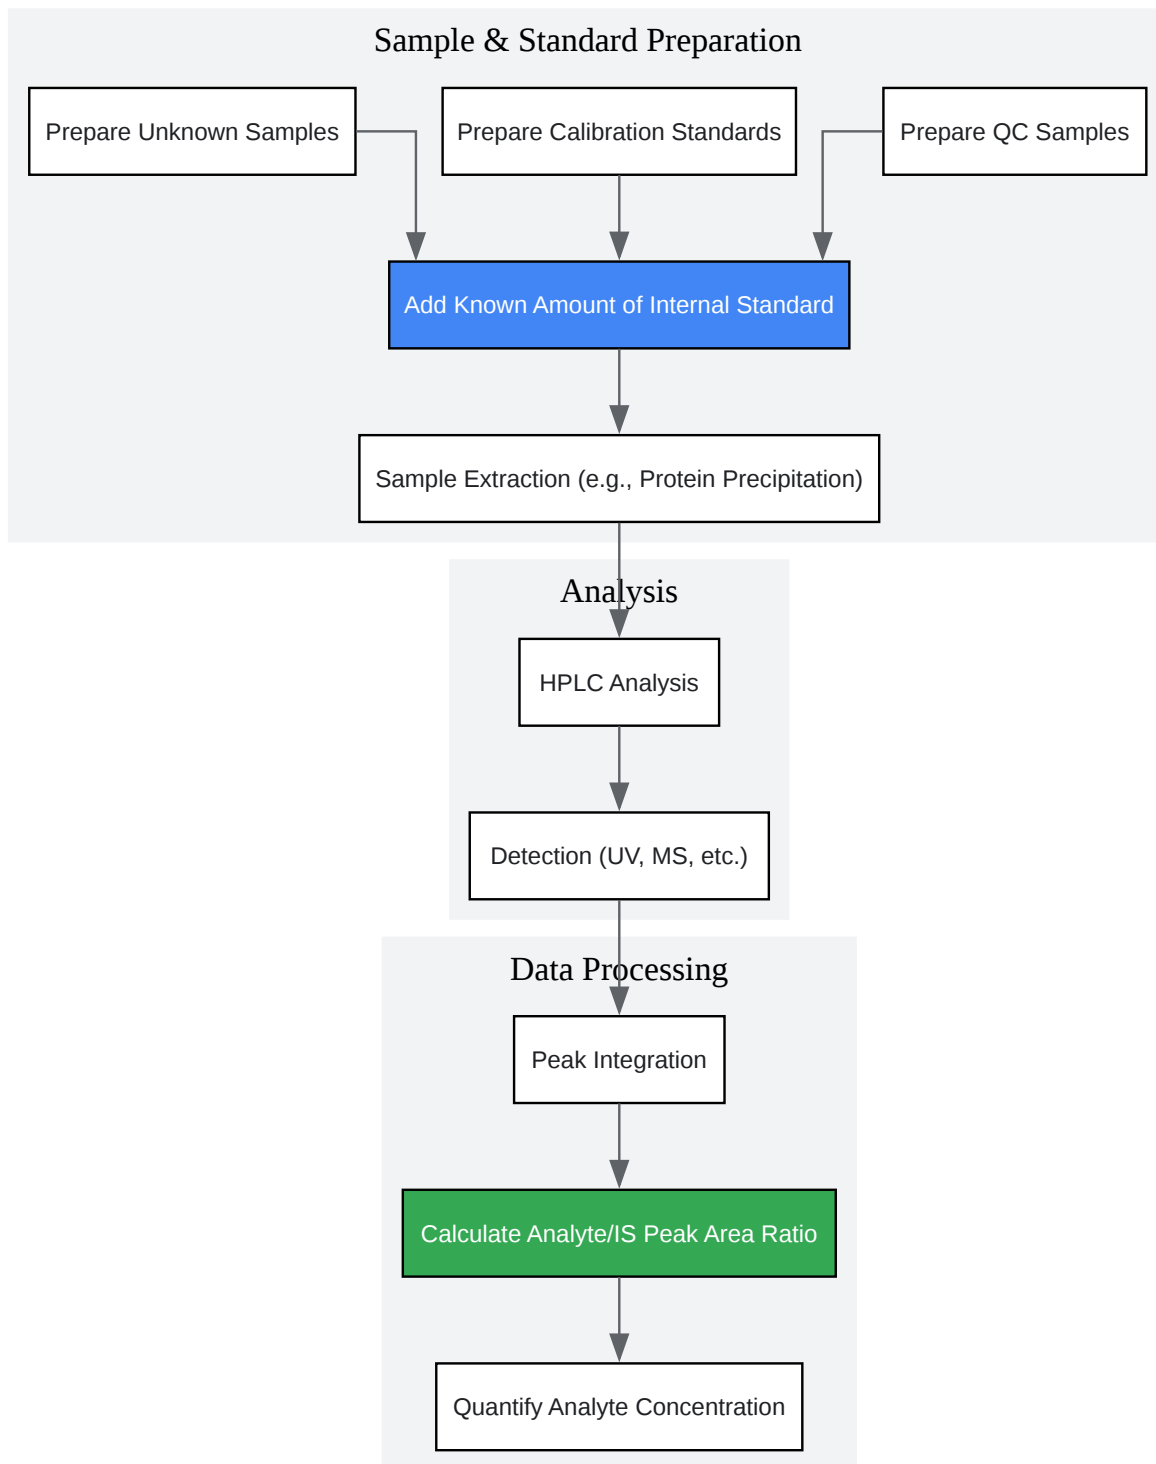 Sample & Standard Preparation
Prepare Unknown Samples
Prepare Calibration Standards
Prepare QC Samples
Add Known Amount of Internal Standard
Sample Extraction (e.g., Protein Precipitation)
Analysis
HPLC Analysis
Detection (UV, MS, etc.)
Data Processing
Peak Integration
Calculate Analyte/IS Peak Area Ratio
Quantify Analyte Concentration